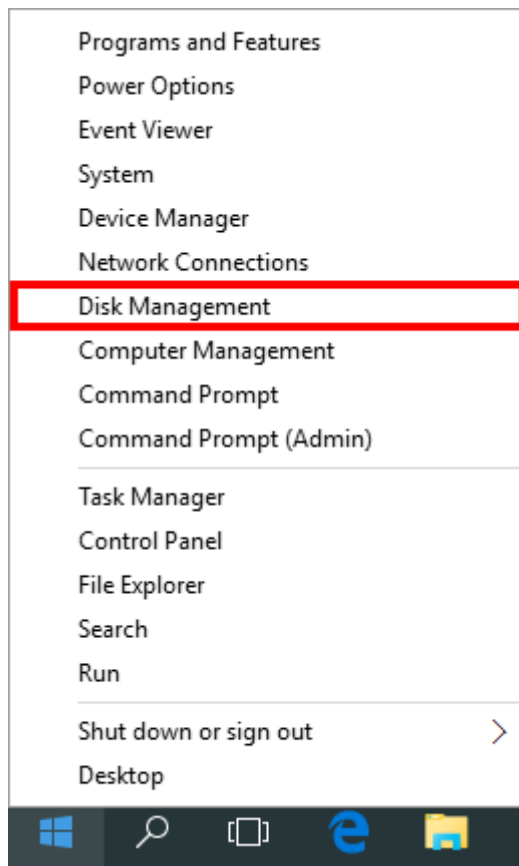 Programs and Features
Power Options
Event Viewer
System
Device Manager
Network Connections
Disk Management
Computer Management
Command Prompt
Command Prompt (Admin)
Task Manager
Control Panel
File Explorer
Search
Run
Shut down or sign out
Desktop